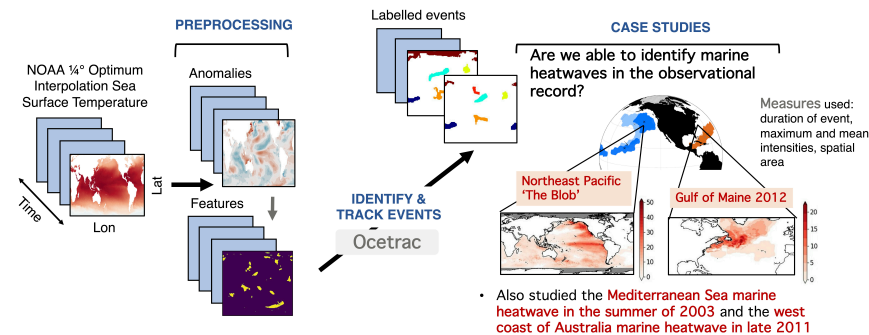 PREPROCESSING
Labelled events
CASE STUDIES
NOAA ¼° Optimum
Interpolation Sea
Surface Temperature
Anomalies
Are we able to identify marine
heatwaves in the observational
record?
Measures used:
duration of event,
maximum and mean
intensities, spatial
area
Time
Lat
Lon
Features
IDENTIFY &
TRACK EVENTS
Ocetrac
Northeast Pacific
‘The Blob’
Gulf of Maine 2012
50
40
30
20
10
0
20
15
10
5
0
• Also studied the Mediterranean Sea marine
heatwave in the summer of 2003 and the west
coast of Australia marine heatwave in late 2011